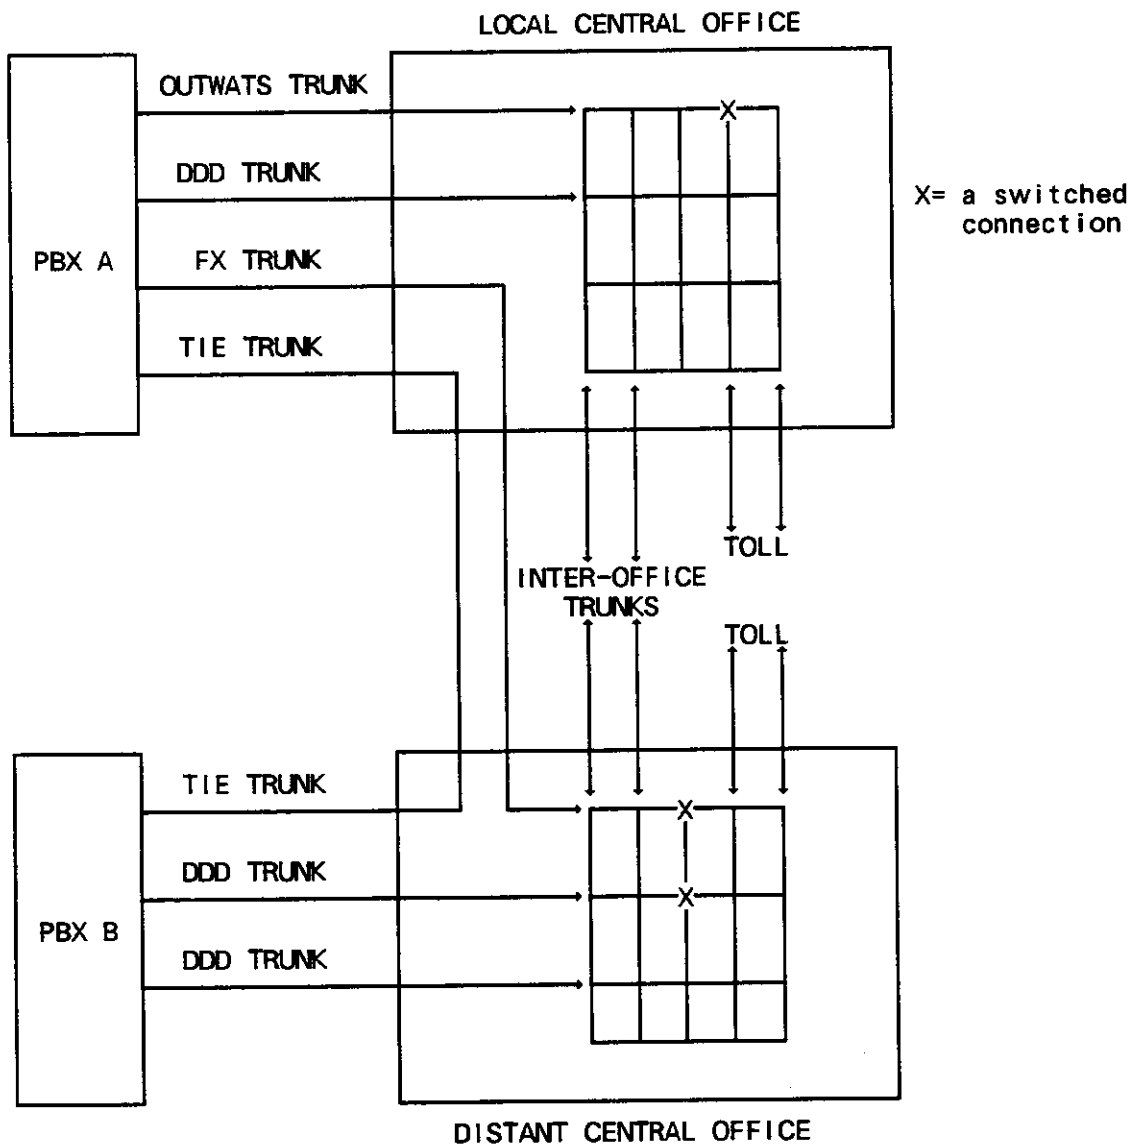 LOCAL CENTRAL OFFICE
OUTWATS TRUNK
X
DDD TRUNK
X= a switched
connection
PBX A
FX TRUNK
TIE TRUNK
TOLL
INTER-OFFICE
TRUNKS
TOLL
TIE TRUNK
X
DDD TRUNK
X
PBX B
DDD TRUNK
DISTANT CENTRAL OFFICE